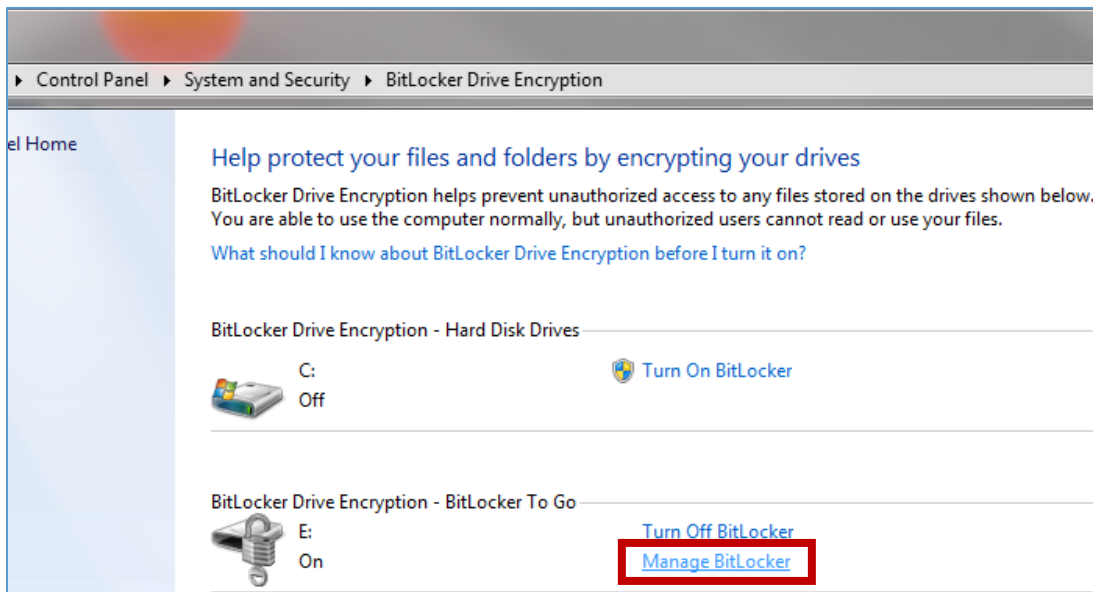 Control Panel System and Security BitLocker Drive Encryption
el Home
Help protect your files and folders by encrypting your drives
BitLocker Drive Encryption helps prevent unauthorized access to any files stored on the drives shown below.
You are able to use the computer normally, but unauthorized users cannot read or use your files.
What should I know about BitLocker Drive Encryption before I turn it on?
BitLocker Drive Encryption - Hard Disk Drives
C: Turn On BitLocker
Off
BitLocker Drive Encryption - BitLocker To Go
E: Turn Off BitLocker
On Manage BitLocker